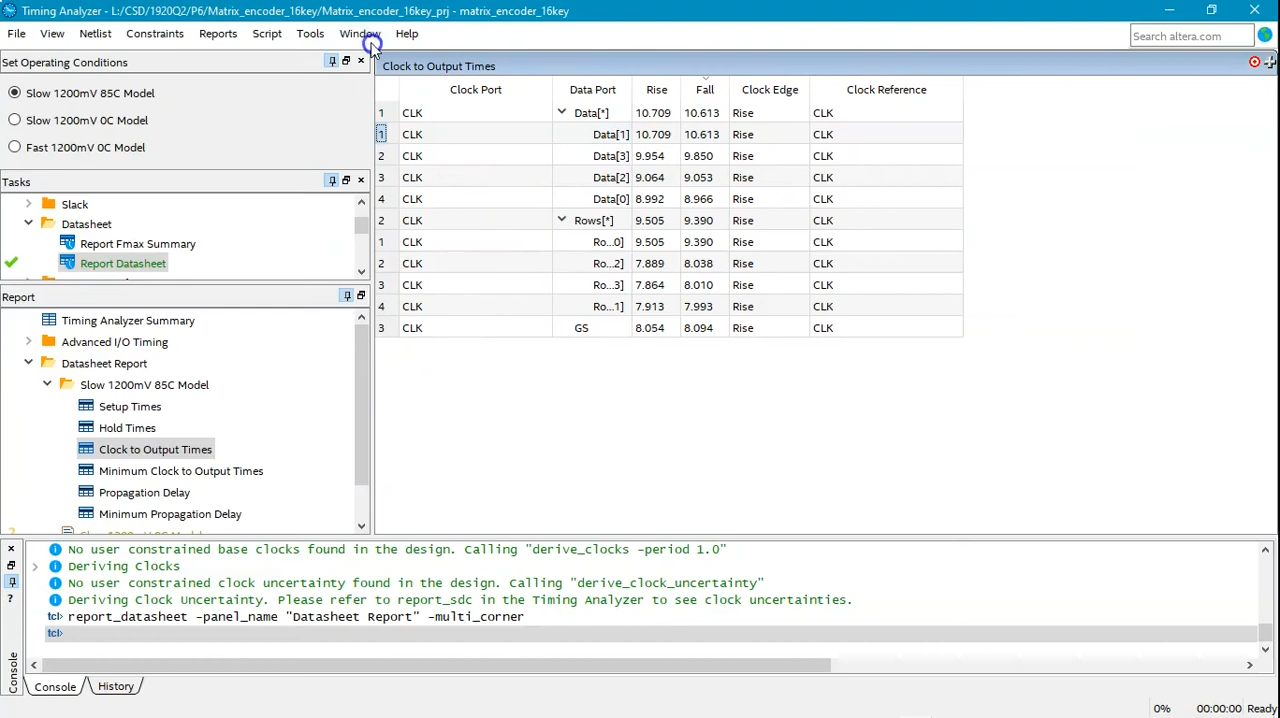 Timing Analyzer - L:/CSD/1920Q2/P6/Matrix_encoder_16key/Matrix_encoder_16key_prj - matrix_encoder_16key
File View Netlist Constraints Reports Script Tools Window Help
Search altera.com
Set Operating Conditions
Slow 1200mV 85C Model
Slow 1200mV 0C Model
Fast 1200mV 0C Model
Tasks
Slack
Datasheet
Report Fmax Summary
Report Datasheet
Report
Timing Analyzer Summary
Advanced I/O Timing
Datasheet Report
Slow 1200mV 85C Model
Setup Times
Hold Times
Clock to Output Times
Minimum Clock to Output Times
Propagation Delay
Minimum Propagation Delay
Clock to Output Times
Clock Port Data Port Rise Fall Clock Edge Clock Reference
1 CLK Data[*] 10.709 10.613 Rise CLK
1 CLK Data[1] 10.709 10.613 Rise CLK
2 CLK Data[3] 9.954 9.850 Rise CLK
3 CLK Data[2] 9.064 9.053 Rise CLK
4 CLK Data[0] 8.992 8.966 Rise CLK
2 CLK Rows[*] 9.505 9.390 Rise CLK
1 CLK Ro...0] 9.505 9.390 Rise CLK
2 CLK Ro...2] 7.889 8.038 Rise CLK
3 CLK Ro...3] 7.864 8.010 Rise CLK
4 CLK Ro...1] 7.913 7.993 Rise CLK
3 CLK GS 8.054 8.094 Rise CLK
No user constrained base clocks found in the design. Calling "derive_clocks -period 1.0"
Deriving Clocks
No user constrained clock uncertainty found in the design. Calling "derive_clock_uncertainty"
Deriving Clock Uncertainty. Please refer to report_sdc in the Timing Analyzer to see clock uncertainties.
tcl> report_datasheet -panel_name "Datasheet Report" -multi_corner
tcl>
Console
Console History
0% 00:00:00 Ready